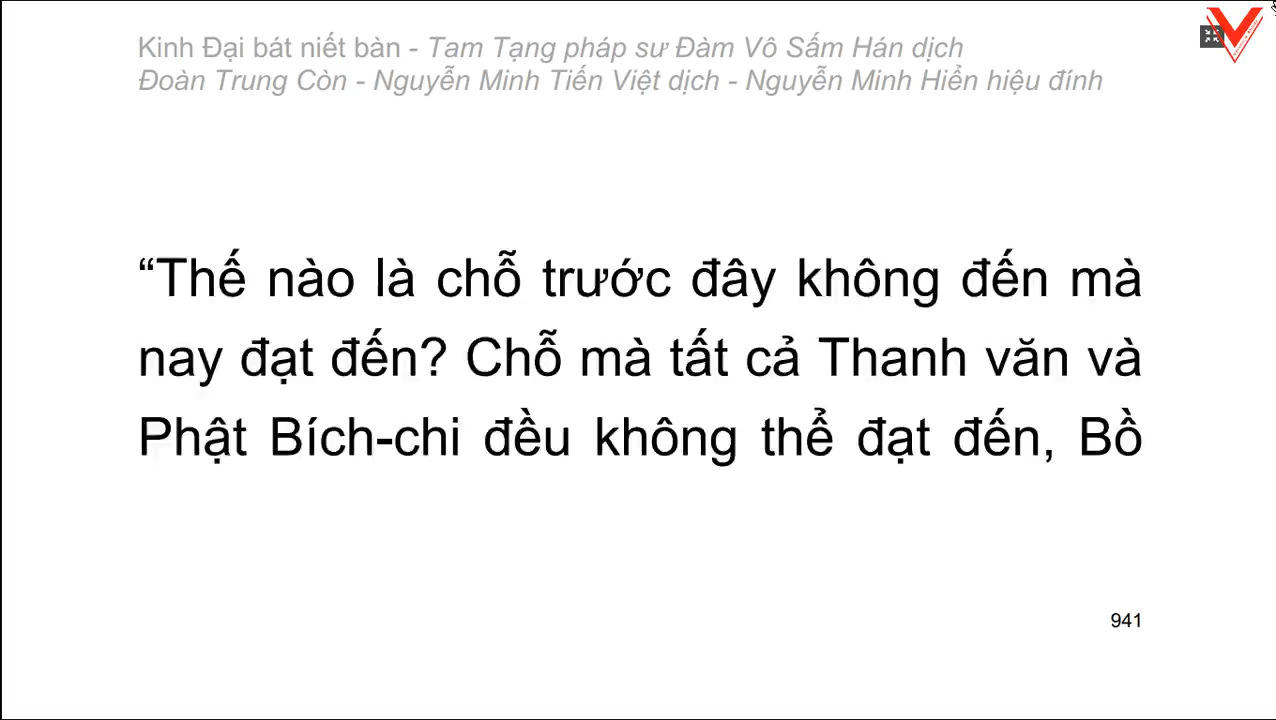 Kinh Đại bát niết bàn - Tam Tạng pháp sư Đàm Vô Sấm Hán dịch
Đoàn Trung Còn - Nguyễn Minh Tiến Việt dịch - Nguyễn Minh Hiển hiệu đính
“Thế nào là chỗ trước đây không đến mà
nay đạt đến? Chỗ mà tất cả Thanh văn và
Phật Bích-chi đều không thể đạt đến, Bồ
941